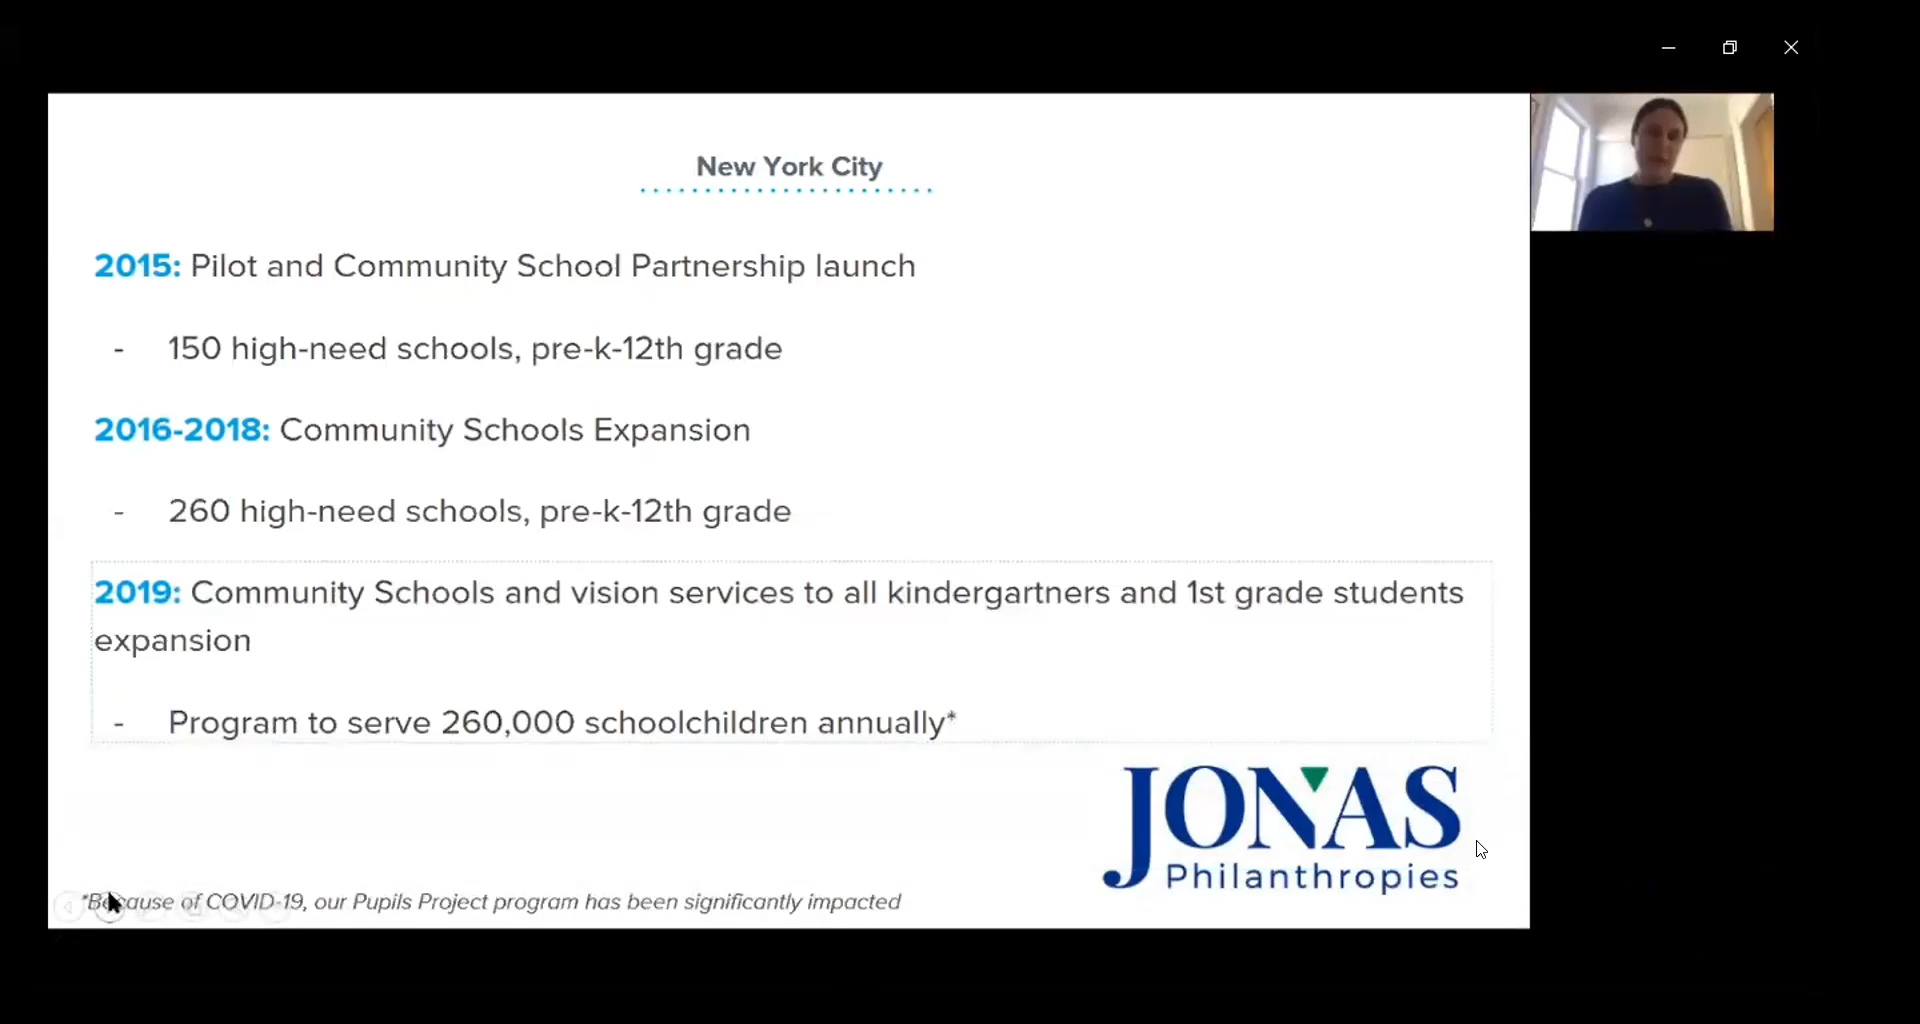 New York City
2015: Pilot and Community School Partnership launch
- 150 high-need schools, pre-k-12th grade
2016-2018: Community Schools Expansion
- 260 high-need schools, pre-k-12th grade
2019: Community Schools and vision services to all kindergartners and 1st grade students
expansion
- Program to serve 260,000 schoolchildren annually*
JONAS
Philanthropies
*Because of COVID-19, our Pupils Project program has been significantly impacted